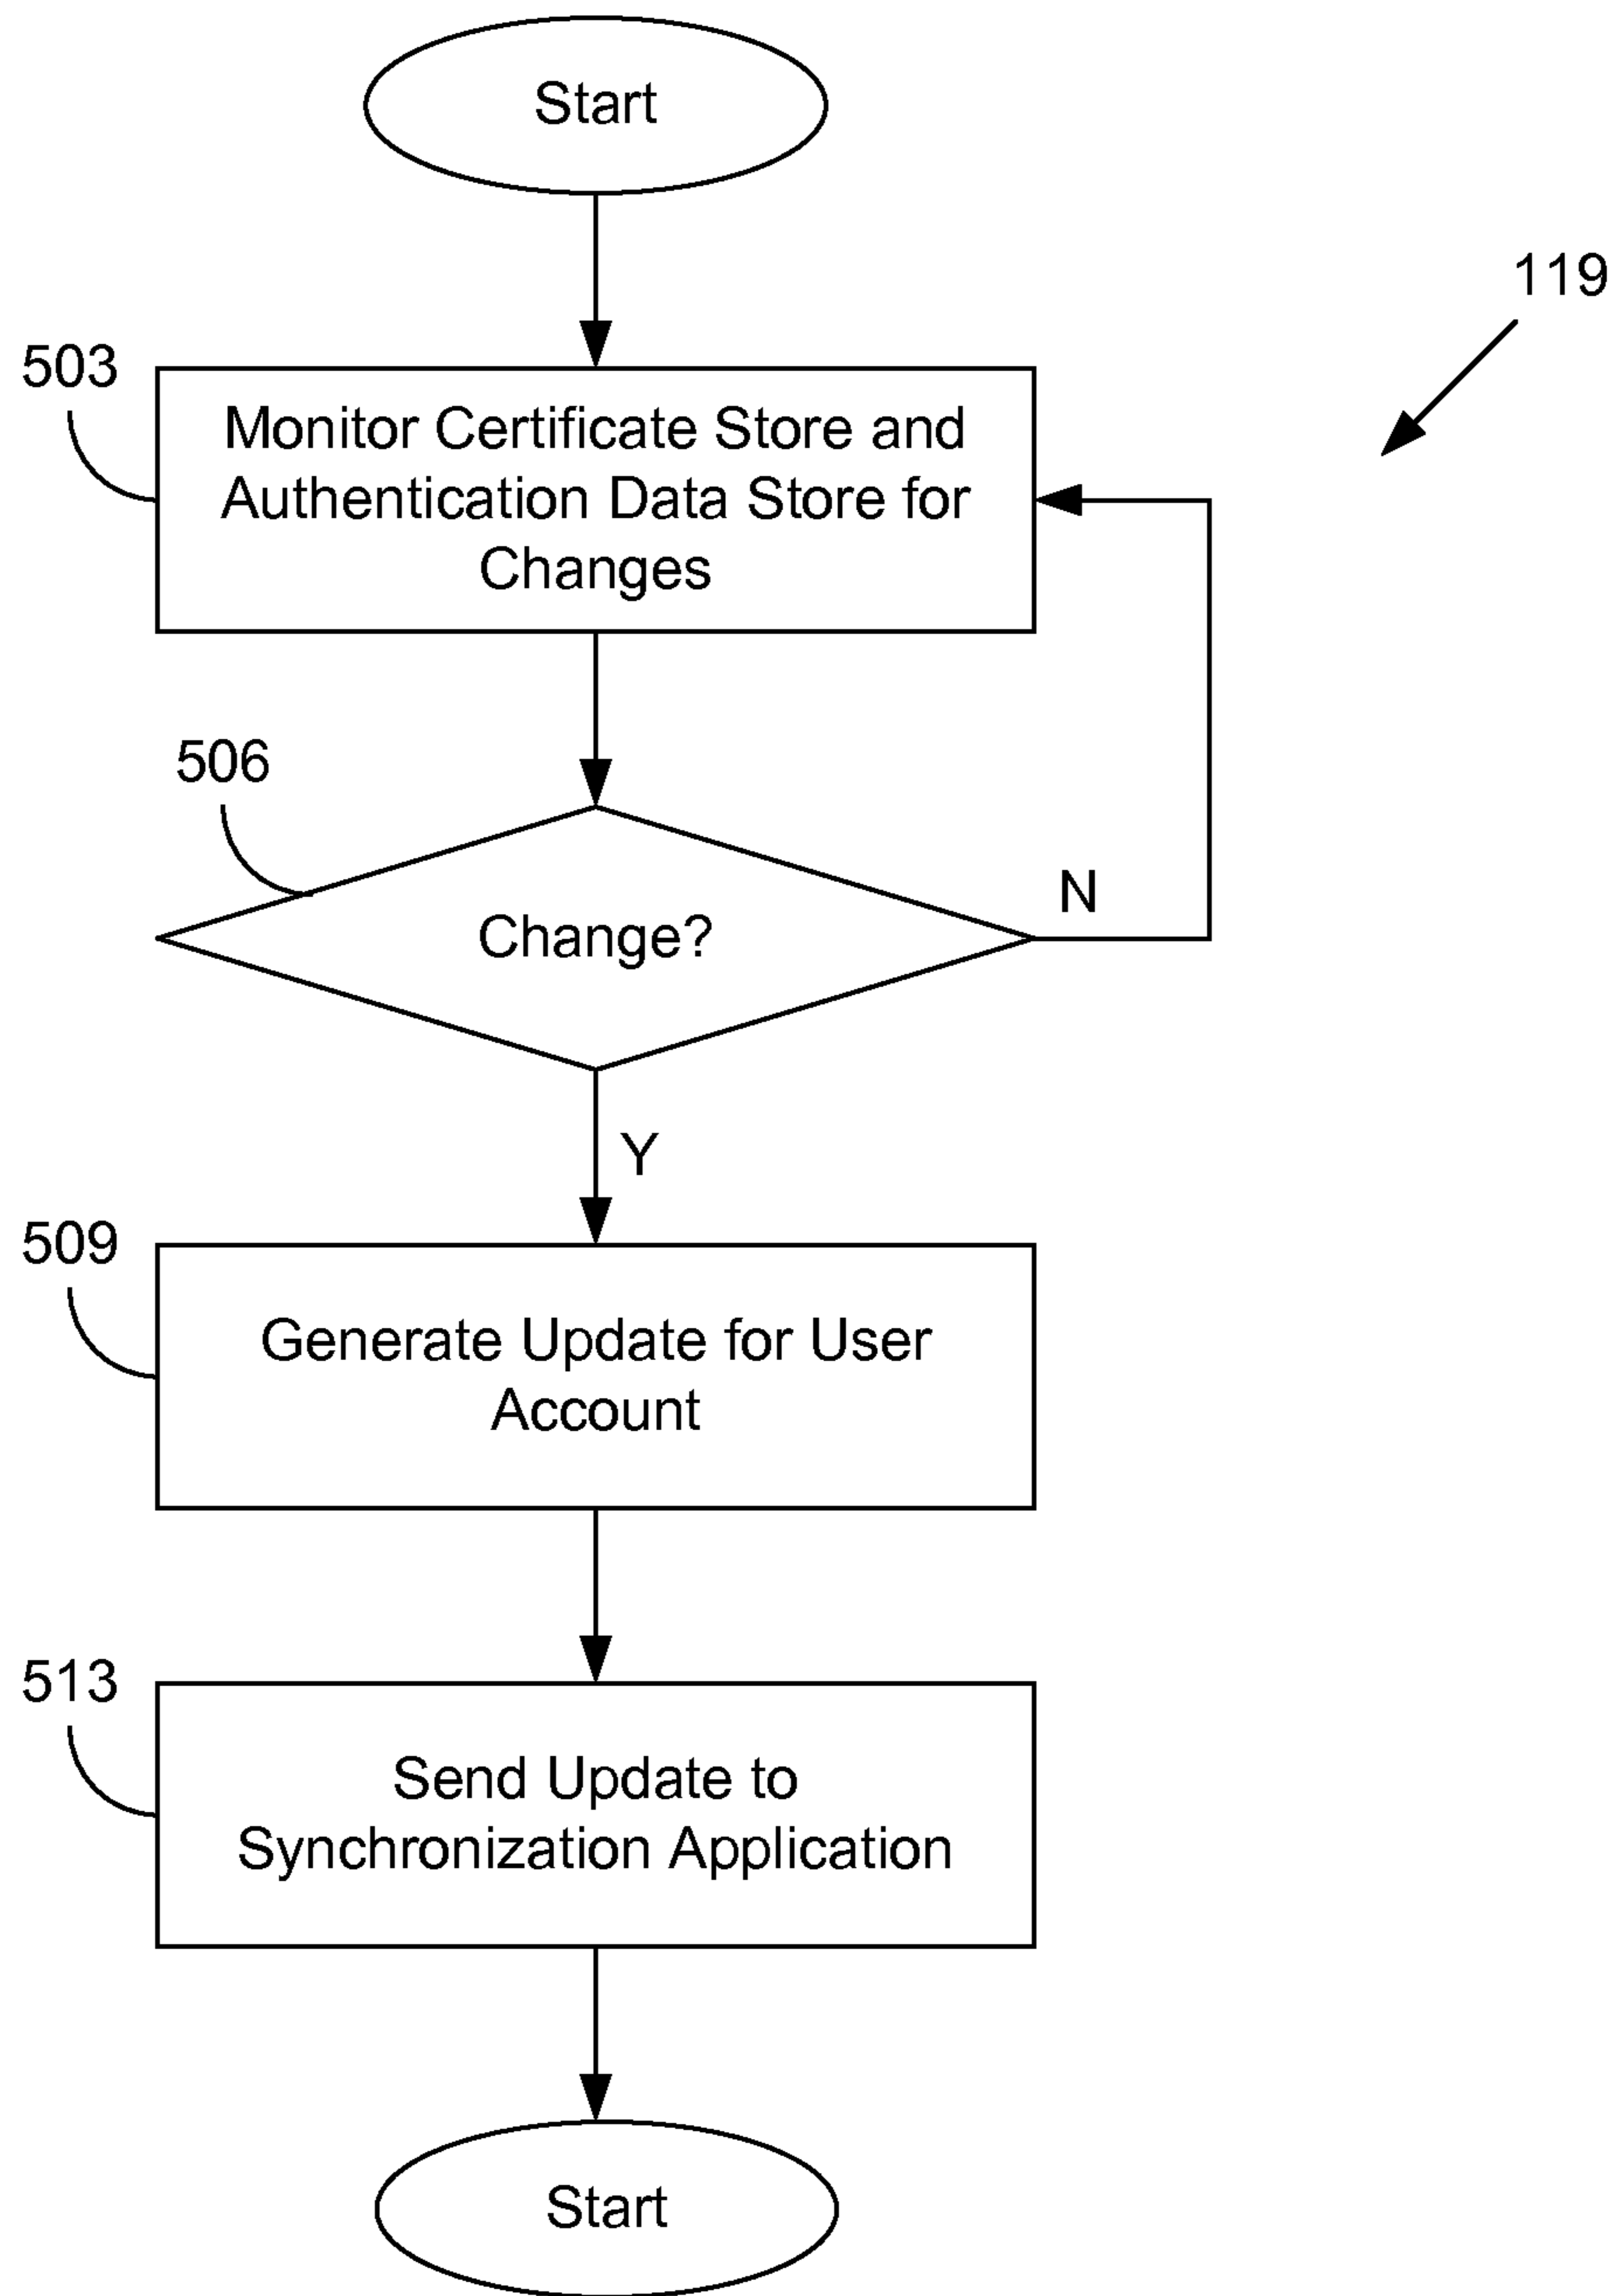 Start
119
503
Monitor Certificate Store and
Authentication Data Store for
Changes
506
Change?
N
Y
509
Generate Update for User
Account
513
Send Update to
Synchronization Application
Start